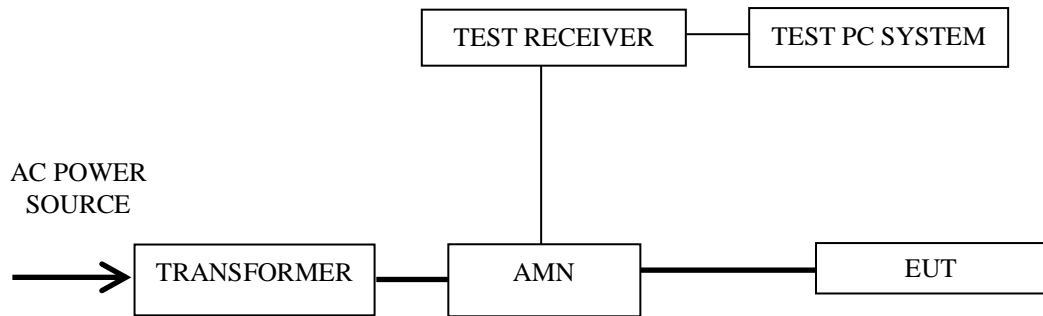 TEST RECEIVER
TEST PC SYSTEM
AC POWER
SOURCE
TRANSFORMER
AMN
EUT